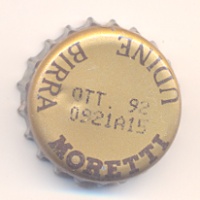 BIRRA MORETTI UDINE
OTT. 92
0921A15